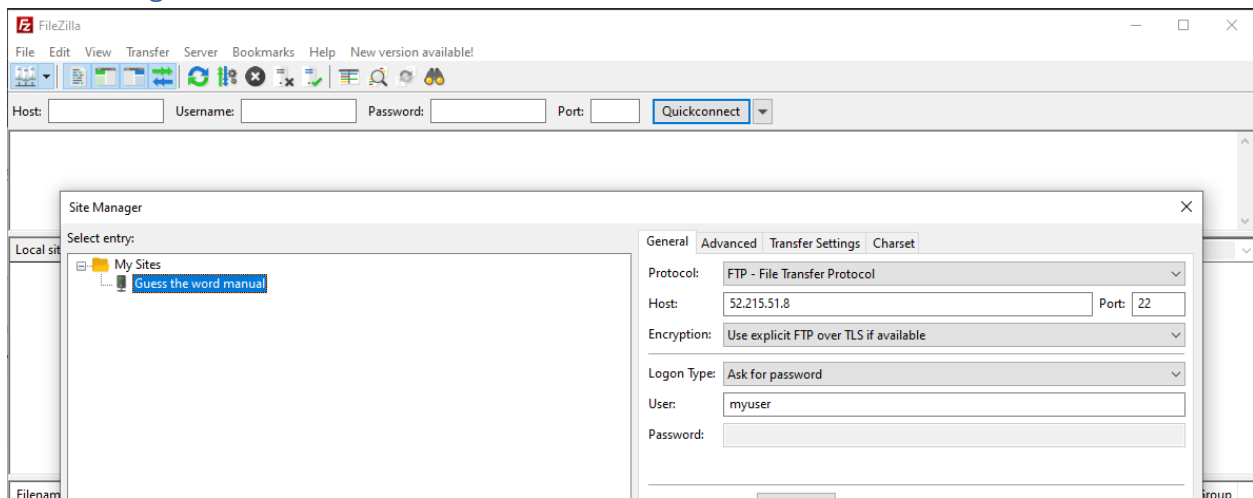 FileZilla
File Edit View Transfer Server Bookmarks Help New version available!
Host: Username: Password: Port: Quickconnect
Site Manager
Local sit
Select entry:
My Sites
Guess the word manual
General Advanced Transfer Settings Charset
Protocol: FTP - File Transfer Protocol
Host: 52.215.51.8 Port: 22
Encryption: Use explicit FTP over TLS if available
Logon Type: Ask for password
User: myuser
Password:
Filenam
roup